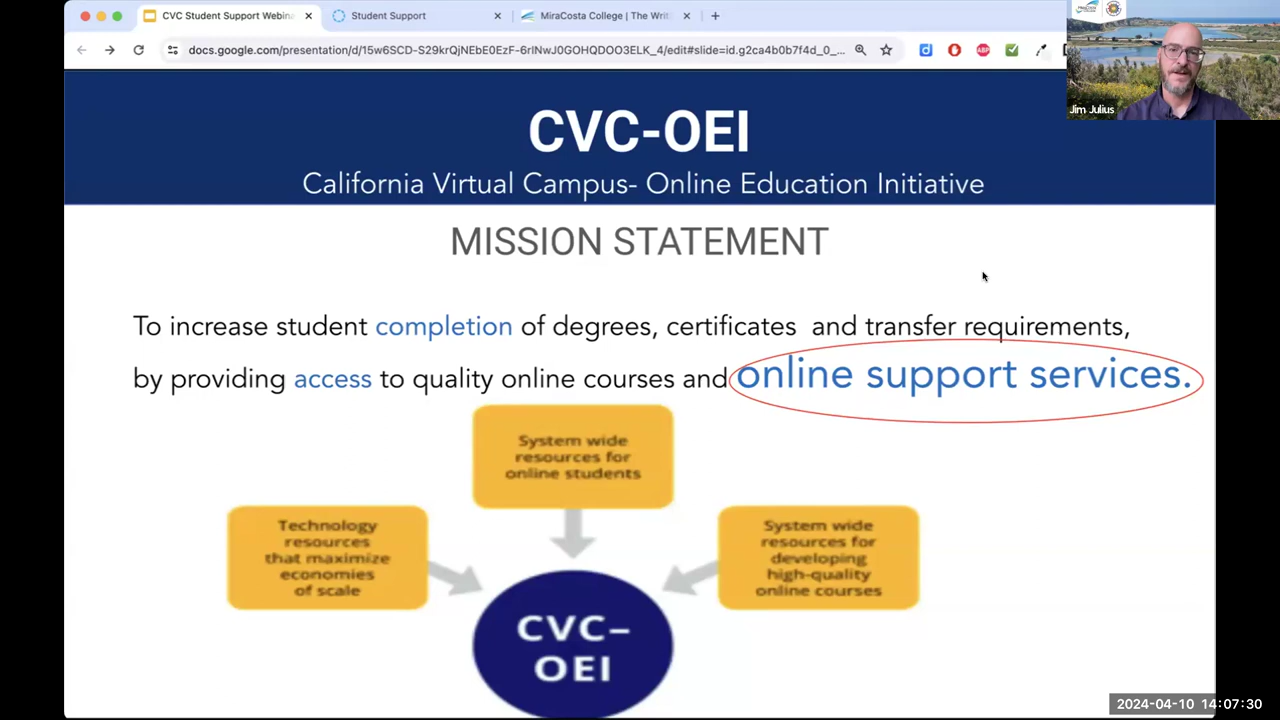 CVC Student Support Webina
Student Support
MiraCosta College | The Writ
docs.google.com/presentation/d/15w6SCD-S29krQjNEbE0EzF-6rlNwJ0GOHQDOO3ELK_4/edit#slide=id.g2ca4b0b7f4d_0_...
ABP
MiraCosta
Jim Julius
CVC-OEI
California Virtual Campus- Online Education Initiative
MISSION STATEMENT
To increase student completion of degrees, certificates and transfer requirements,
by providing access to quality online courses and online support services.
System wide
resources for
online students
Technology
resources
that maximize
economies
of scale
System wide
resources for
developing
high-quality
online courses
CVC–
OEI
2024-04-10 14:07:30